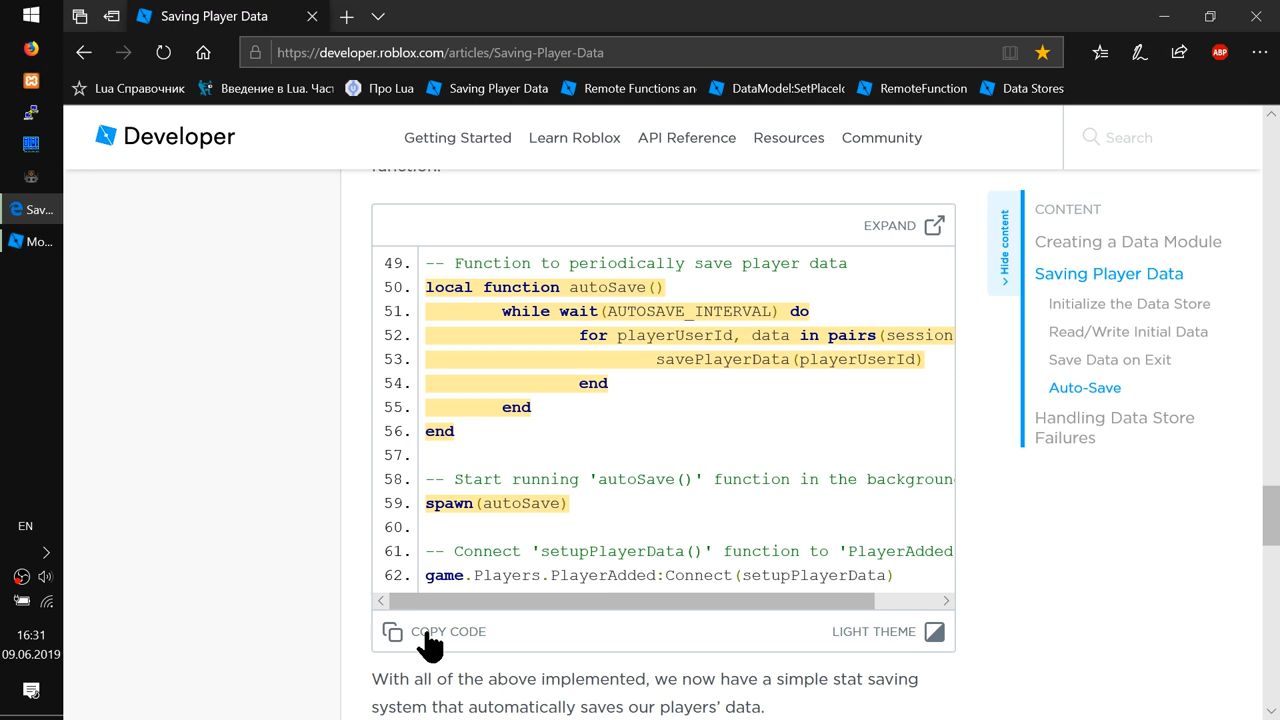 Saving Player Data
https://developer.roblox.com/articles/Saving-Player-Data
ABP
Lua Справочник
Введение в Lua. Час
Про Lua
Saving Player Data
Remote Functions an
DataModel:SetPlaceIc
RemoteFunction
Data Stores
Developer
Getting Started
Learn Roblox
API Reference
Resources
Community
Search
Sav...
Mo...
EN
16:31
09.06.2019
function.
EXPAND
49. -- Function to periodically save player data
50. local function autoSave()
51. while wait(AUTOSAVE_INTERVAL) do
52. for playerUserId, data in pairs(session
53. savePlayerData(playerUserId)
54. end
55. end
56. end
57.
58. -- Start running 'autoSave()' function in the backgroun
59. spawn(autoSave)
60.
61. -- Connect 'setupPlayerData()' function to 'PlayerAdded
62. game.Players.PlayerAdded:Connect(setupPlayerData)
COPY CODE
LIGHT THEME
With all of the above implemented, we now have a simple stat saving
system that automatically saves our players’ data.
Hide content
CONTENT
Creating a Data Module
Saving Player Data
Initialize the Data Store
Read/Write Initial Data
Save Data on Exit
Auto-Save
Handling Data Store
Failures